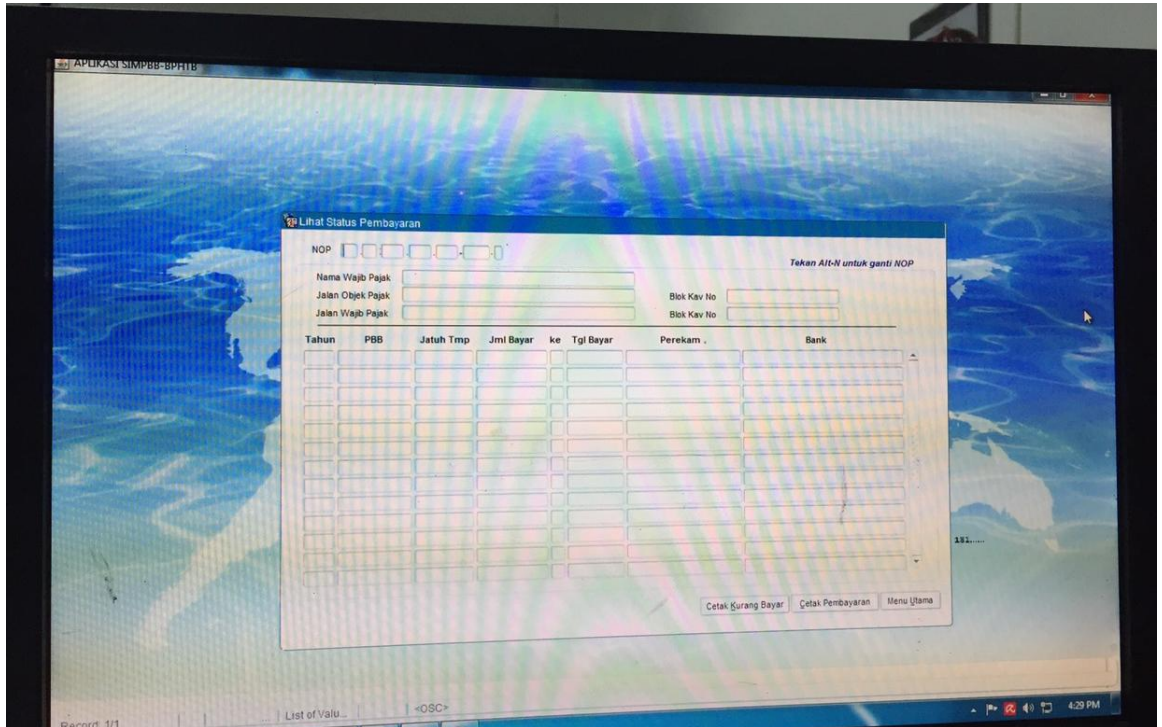 APLIKASI SIMPBB-BPHTB
Lihat Status Pembayaran
NOP
Tekan Alt-N untuk ganti NOP
Nama Wajib Pajak
Jalan Objek Pajak Blok Kav No
Jalan Wajib Pajak Blok Kav No
Tahun PBB Jatuh Tmp Jml Bayar ke Tgl Bayar Perekam . Bank
181.....
Cetak Kurang Bayar Cetak Pembayaran Menu Utama
Record: 1/1 List of Valu... <OSC>
4:29 PM